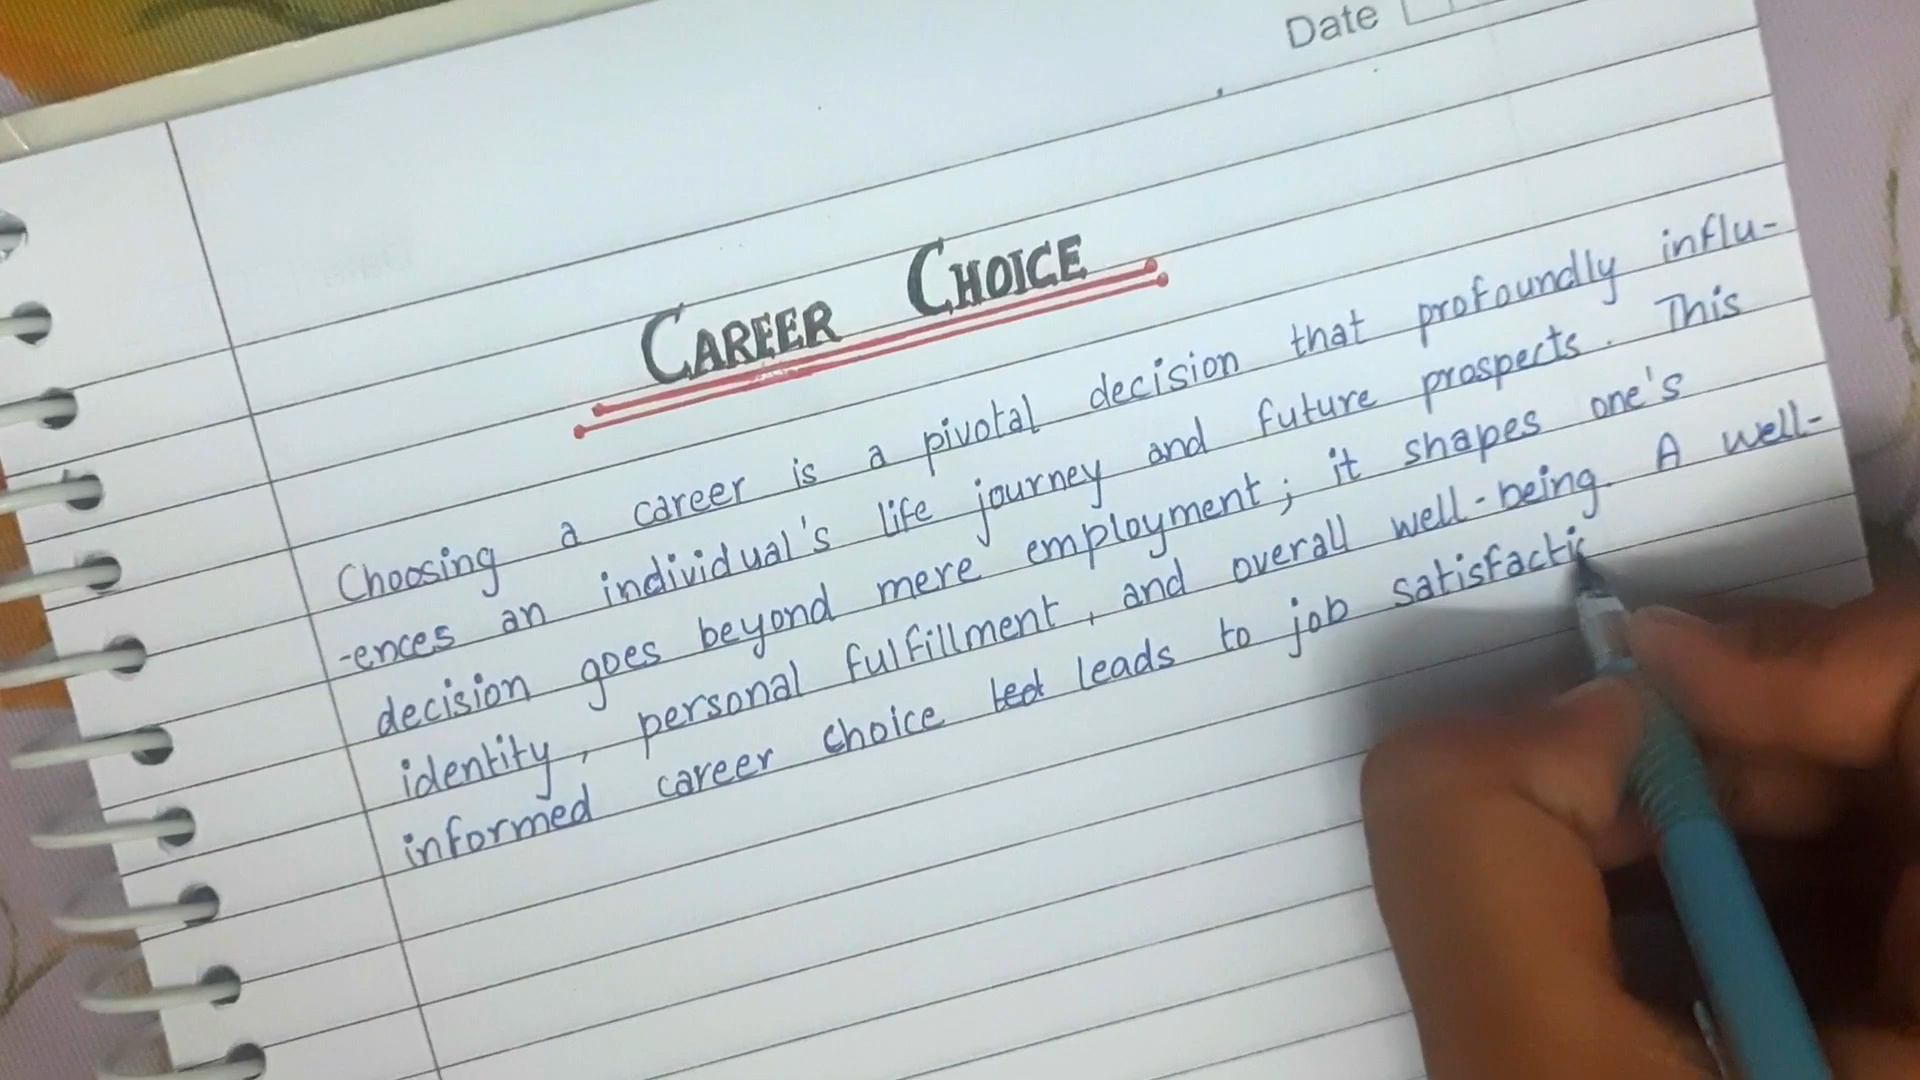 Date
CAREER CHOICE
Choosing a career is a pivotal decision that profoundly influ-
-ences an individual's life journey and future prospects. This
decision goes beyond mere employment; it shapes one's
identity, personal fulfillment, and overall well-being. A well-
informed career choice led leads to job satisfacti